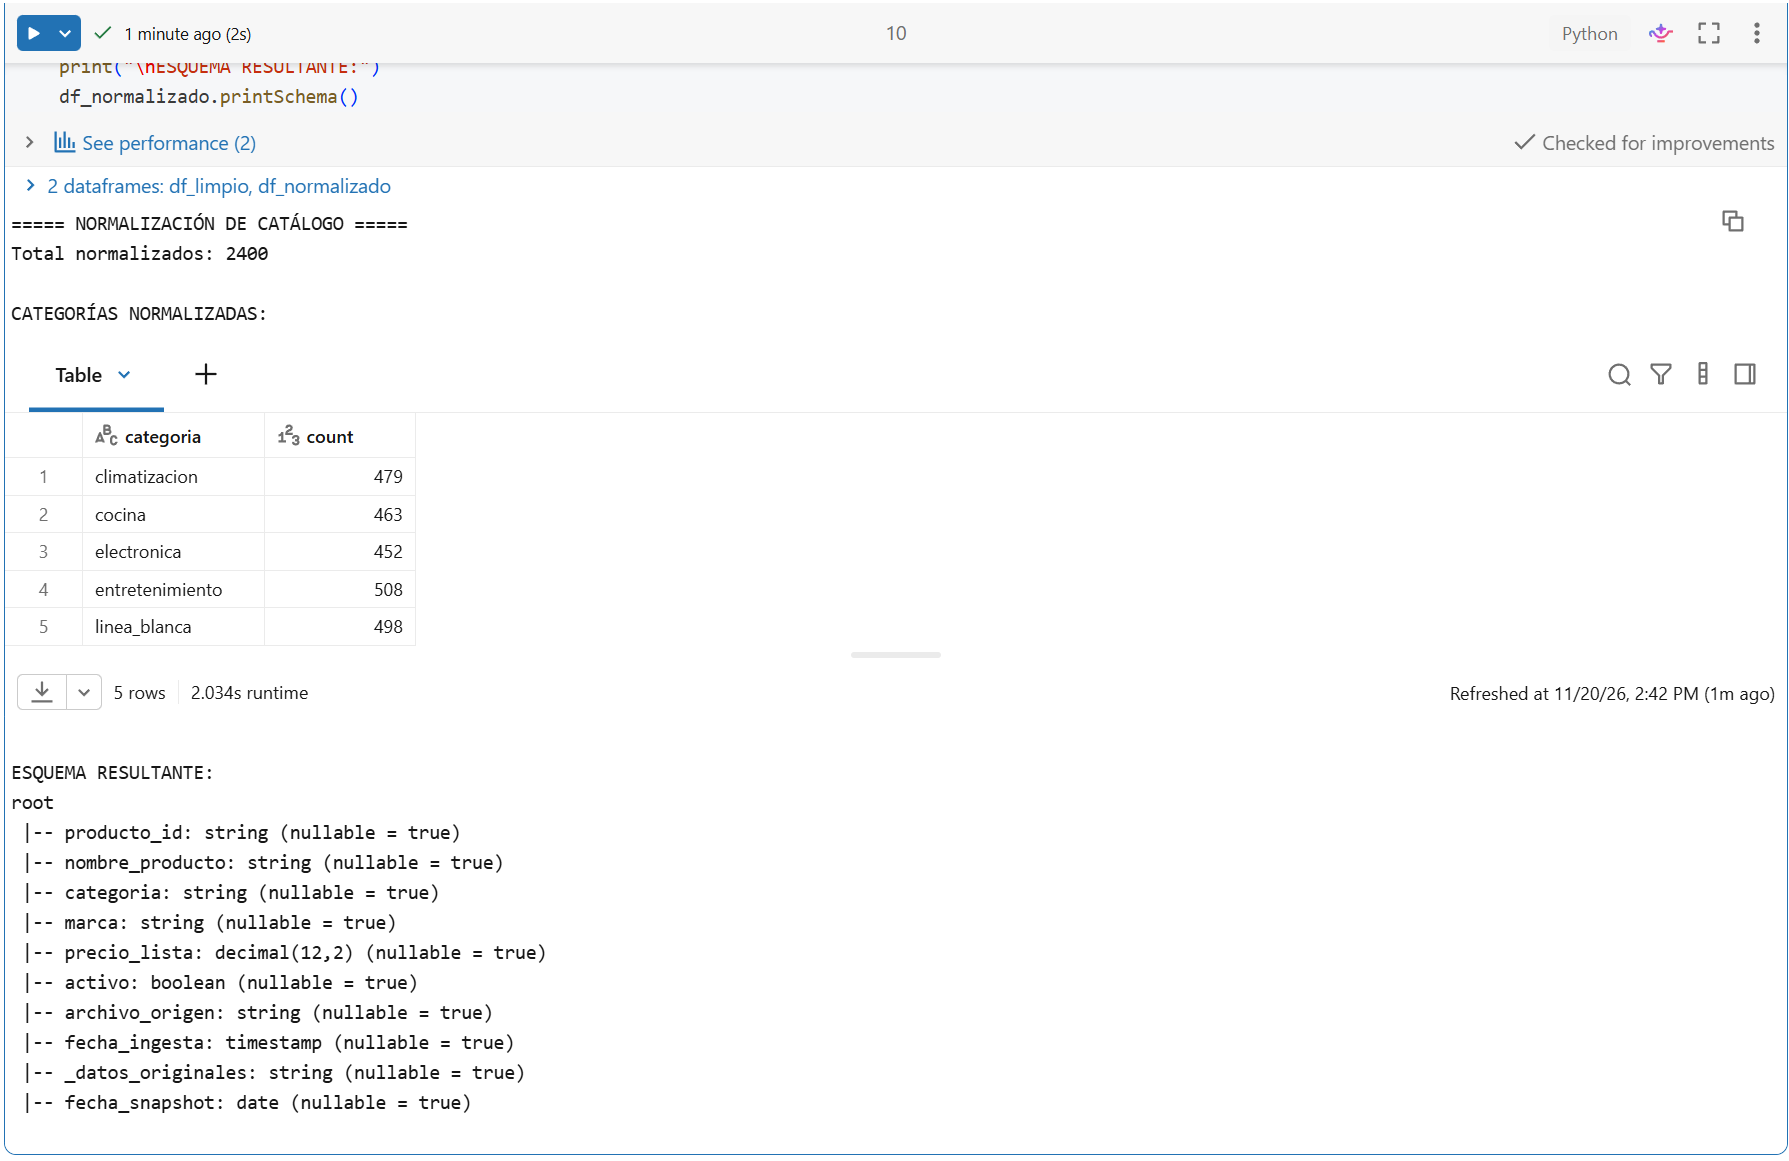 1 minute ago (2s)
10
Python
print("\nESQUEMA RESULTANTE:")
df_normalizado.printSchema()
See performance (2)
Checked for improvements
2 dataframes: df_limpio, df_normalizado
===== NORMALIZACIÓN DE CATÁLOGO =====
Total normalizados: 2400
CATEGORÍAS NORMALIZADAS:
Table
categoria count
1 climatizacion 479
2 cocina 463
3 electronica 452
4 entretenimiento 508
5 linea_blanca 498
5 rows 2.034s runtime
Refreshed at 11/20/26, 2:42 PM (1m ago)
ESQUEMA RESULTANTE:
root
|-- producto_id: string (nullable = true)
|-- nombre_producto: string (nullable = true)
|-- categoria: string (nullable = true)
|-- marca: string (nullable = true)
|-- precio_lista: decimal(12,2) (nullable = true)
|-- activo: boolean (nullable = true)
|-- archivo_origen: string (nullable = true)
|-- fecha_ingesta: timestamp (nullable = true)
|-- _datos_originales: string (nullable = true)
|-- fecha_snapshot: date (nullable = true)